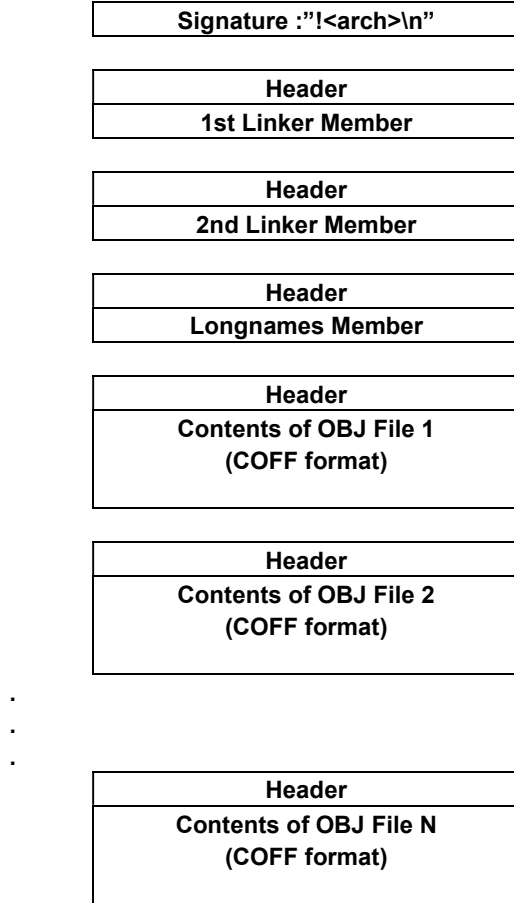 Signature :”!<arch>\n”
Header
1st Linker Member
Header
2nd Linker Member
Header
Longnames Member
Header
Contents of OBJ File 1
(COFF format)
Header
Contents of OBJ File 2
(COFF format)
.
.
.
Header
Contents of OBJ File N
(COFF format)